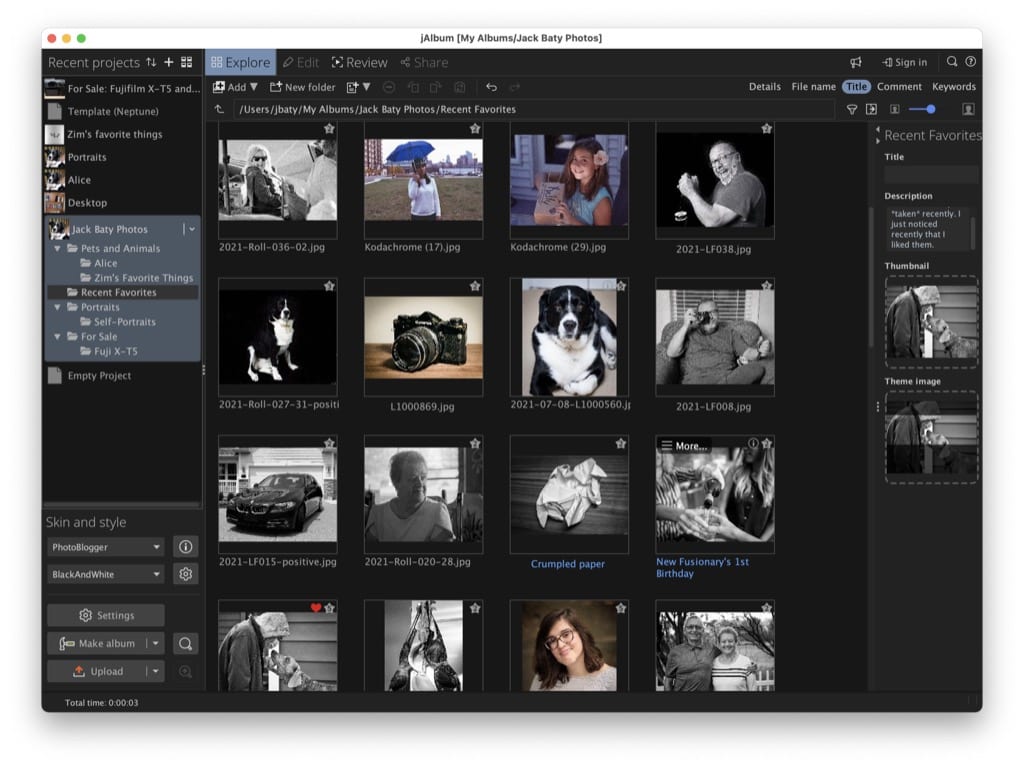 jAlbum [My Albums/Jack Baty Photos]
Recent projects
Explore
Edit
Review
Share
Sign in
Add
New folder
Details
File name
Title
Comment
Keywords
/Users/jbaty/My Albums/Jack Baty Photos/Recent Favorites
For Sale: Fujifilm X-T5 and...
Template (Neptune)
Zim's favorite things
Portraits
Alice
Desktop
Jack Baty Photos
Pets and Animals
Alice
Zim's Favorite Things
Recent Favorites
Portraits
Self-Portraits
For Sale
Fuji X-T5
Empty Project
Skin and style
PhotoBlogger
BlackAndWhite
Settings
Make album
Upload
Total time: 0:00:03
2021-Roll-036-02.jpg
Kodachrome (17).jpg
Kodachrome (29).jpg
2021-LF038.jpg
2021-Roll-027-31-positi
L1000869.jpg
2021-07-08-L1000560.jp
2021-LF008.jpg
More...
2021-LF015-positive.jpg
2021-Roll-020-28.jpg
Crumpled paper
New Fusionary's 1st
Birthday
Recent Favorites
Title
Description
*taken* recently. I
just noticed
recently that I
liked them.
Thumbnail
Theme image